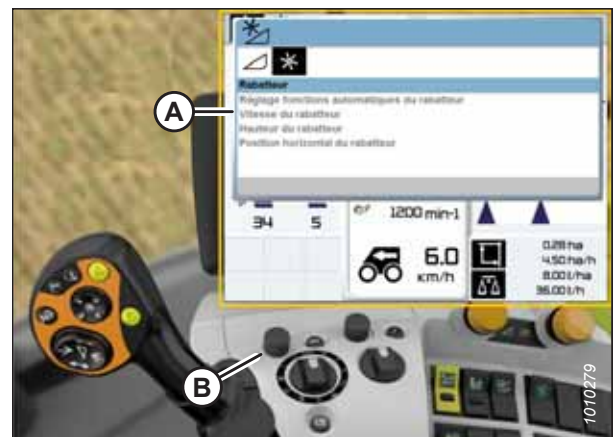 Rabatteur
Réglage fonctions automatiques du rabatteur
Vitesse du rabatteur
Hauteur du rabatteur
Position horizontal du rabatteur
A
34
5
1200 min-1
6.0
km/h
0.28 ha
4.50 ha/h
8.00 l/ha
36.00 l/h
B
1010279